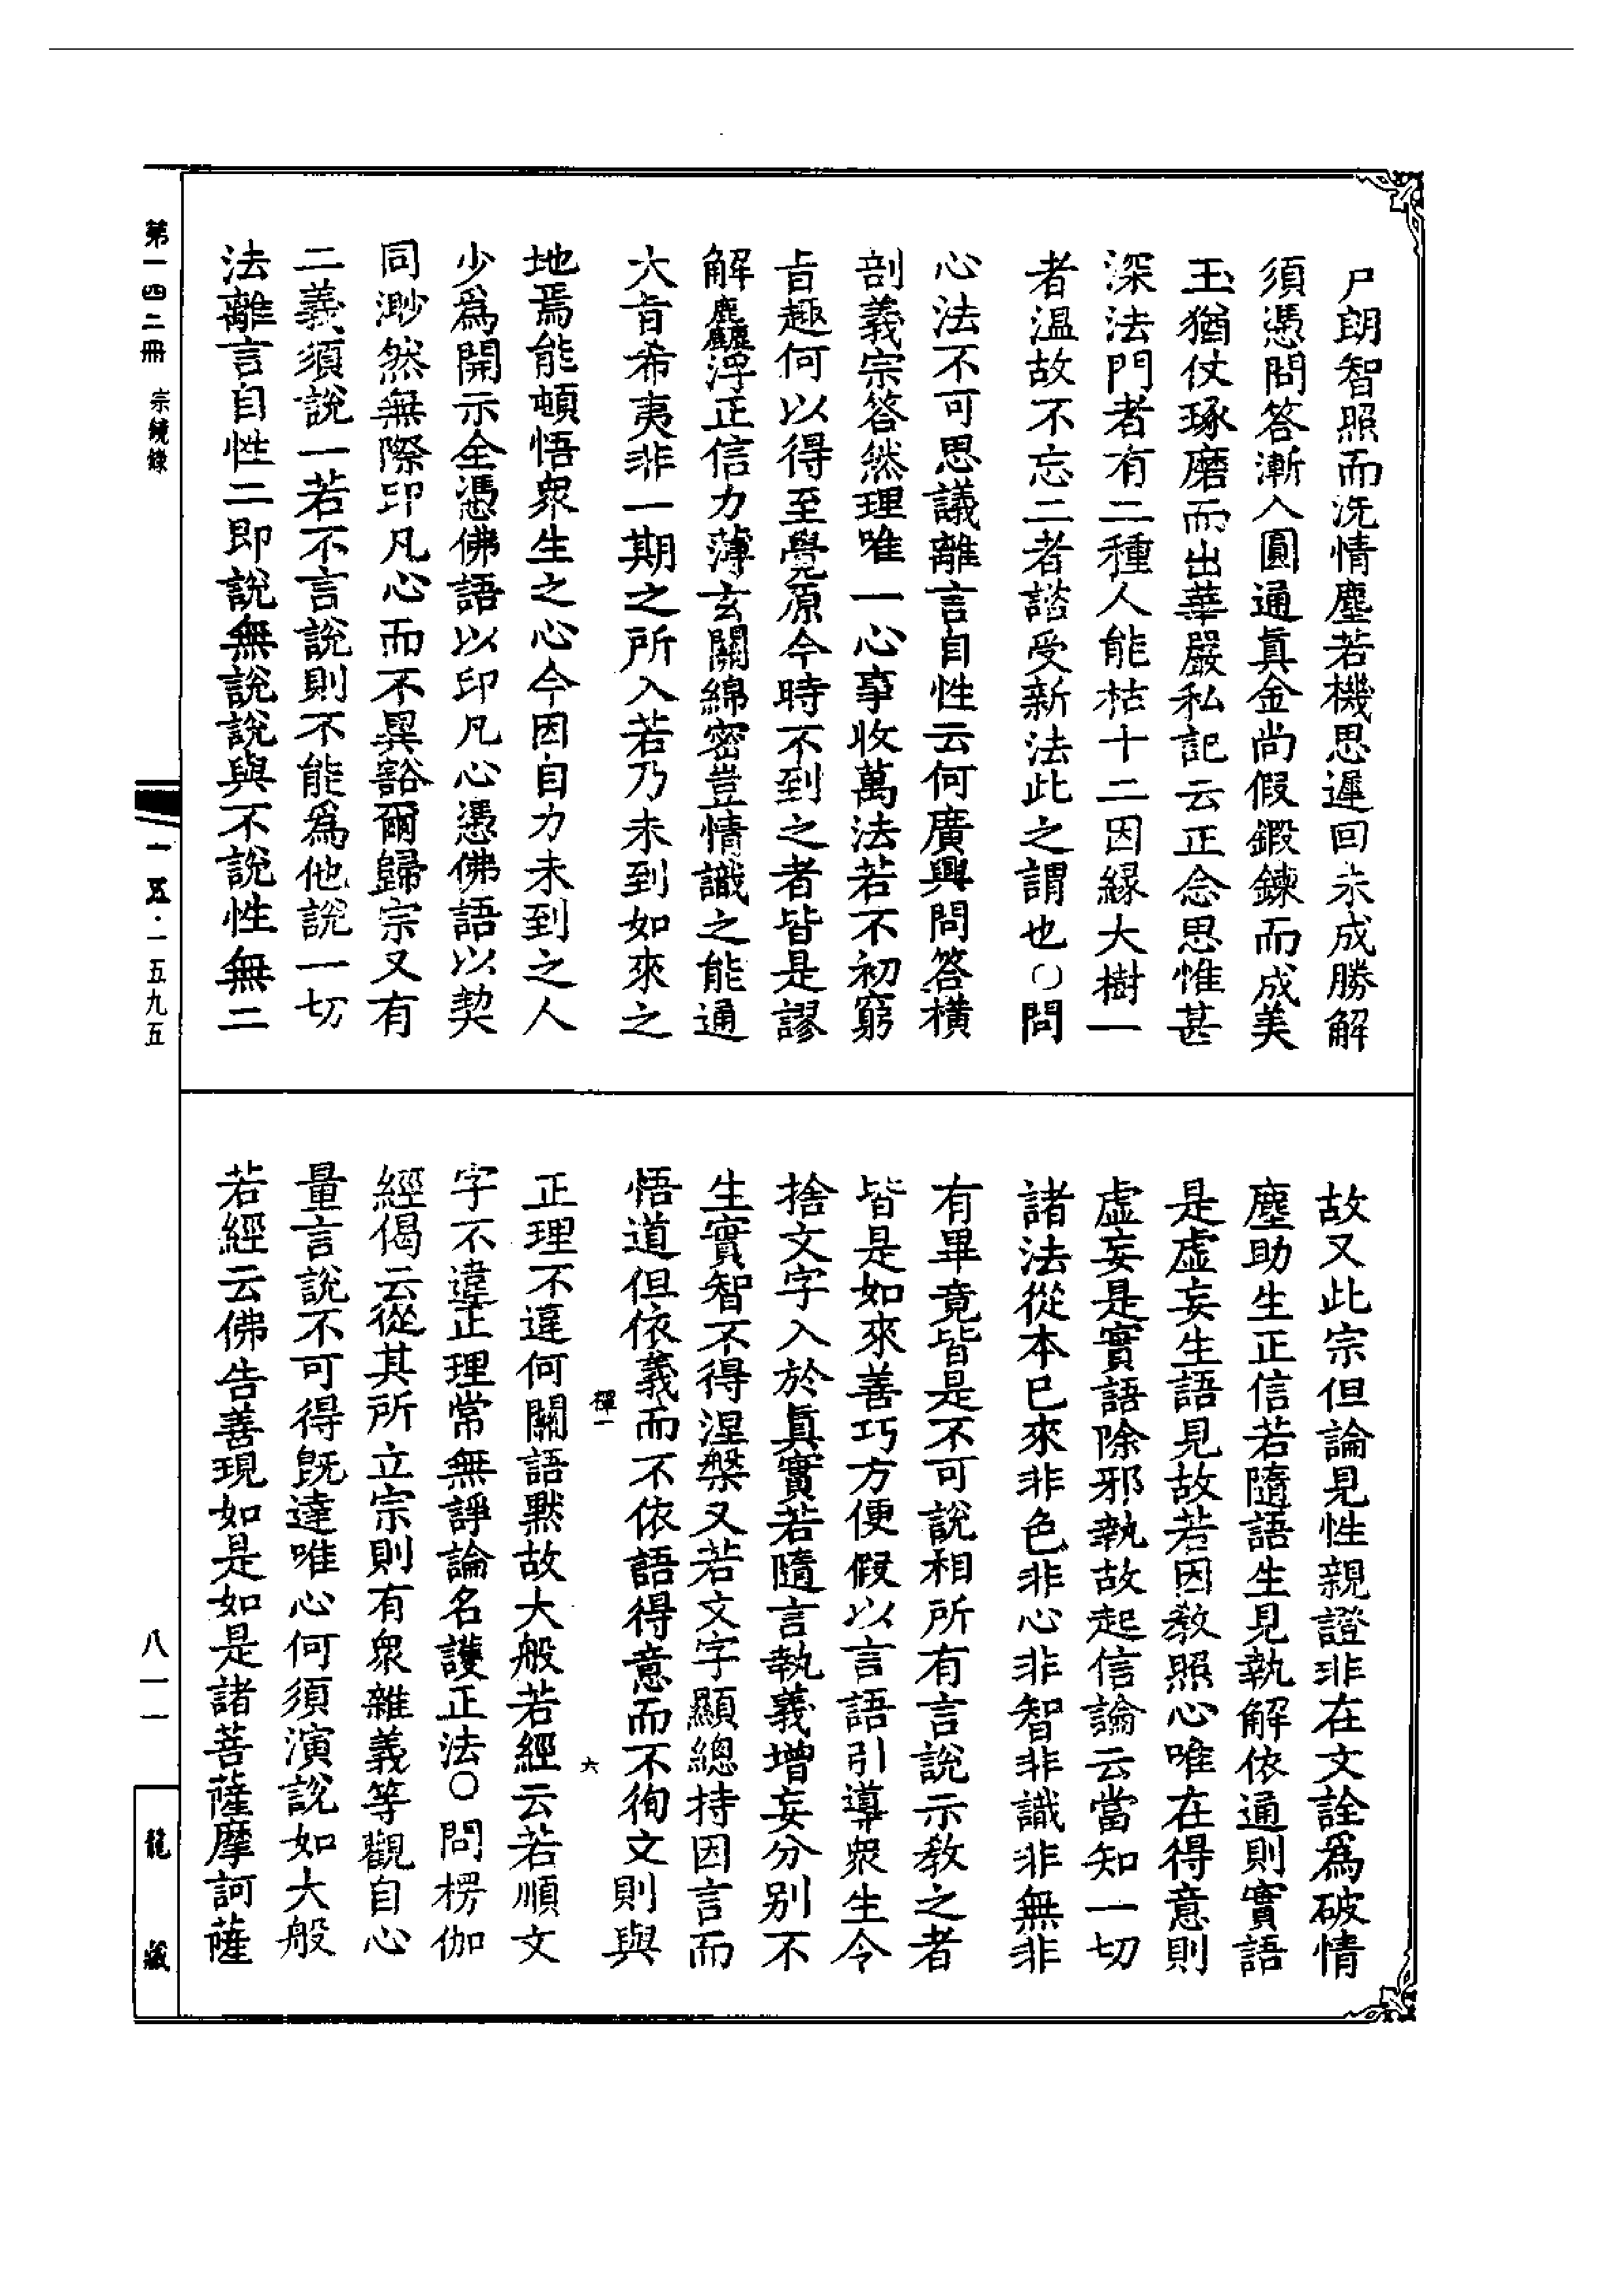 尸朗智照而洗情塵若機思遲回未成勝解
須憑問答漸入圓通眞金尚假鍛鍊而成美
玉猶仗琢磨而出華嚴私記云正念思惟甚
深法門者有二種人能枯十二因緣大樹一
者溫故不忘二者諮受新法此之謂也〇問
心法不可思議離言自性云何廣興問答橫
剖義宗答然理唯一心事收萬法若不初窮
旨趣何以得至覺原今時不到之者皆是謬
解麤浮正信力薄玄關綿密豈情識之能通
大旨希夷非一期之所入若乃未到如來之
地焉能頓悟衆生之心今因自力未到之人
少爲開示全憑佛語以印凡心憑佛語以契
同渺然無際印凡心而不異豁爾歸宗又有
二義須說一若不言說則不能爲他說一切
法離言自性二即說無說說與不說性無二
故又此宗但論見性親證非在文詮爲破情
塵助生正信若隨語生見執解依通則實語
是虛妄生語見故若因教照心唯在得意則
虛妄是實語除邪執故起信論云當知一切
諸法從本已來非色非心非智非識非無非
有畢竟皆是不可說相所有言說示教之者
皆是如來善巧方便假以言語引導衆生令
捨文字入於眞實若隨言執義增妄分別不
生實智不得涅槃又若文字顯總持因言而
悟道但依義而不依語得意而不徇文則與
禪一
六
正理不違何關語默故大般若經云若順文
字不違正理常無諍論名護正法〇問楞伽
經偈云從其所立宗則有衆雜義等觀自心
量言說不可得旣達唯心何須演說如大般
若經云佛告善現如是如是諸菩薩摩訶薩
第一四二冊 宗鏡錄
一五·一五九五
八一一
龍藏